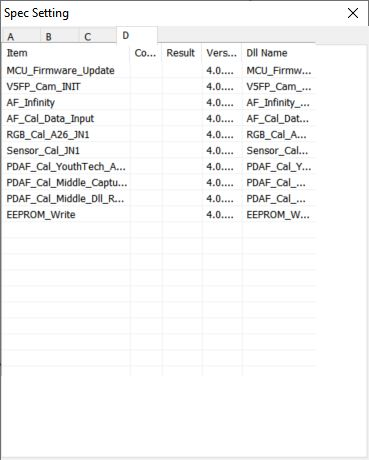 Spec Setting
A B C D
Item Co... Result Vers... Dll Name
MCU_Firmware_Update 4.0.... MCU_Firmw...
V5FP_Cam_INIT 4.0.... V5FP_Cam_...
AF_Infinity 4.0.... AF_Infinity_...
AF_Cal_Data_Input 4.0.... AF_Cal_Dat...
RGB_Cal_A26_JN1 4.0.... RGB_Cal_A...
Sensor_Cal_JN1 4.0.... Sensor_Cal...
PDAF_Cal_YouthTech_A... 4.0.... PDAF_Cal_Y...
PDAF_Cal_Middle_Captu... 4.0.... PDAF_Cal_...
PDAF_Cal_Middle_Dll_R... 4.0.... PDAF_Cal_...
EEPROM_Write 4.0.... EEPROM_W...